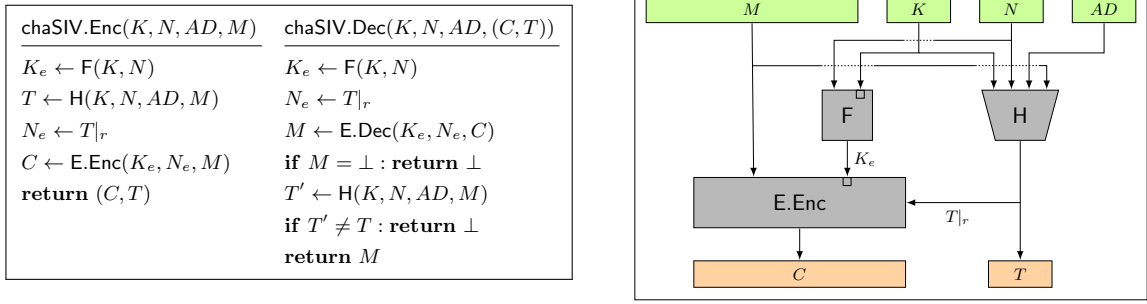 chaSIV.Enc(K, N, AD, M)
K_e ← F(K, N)
T ← H(K, N, AD, M)
N_e ← T|_r
C ← E.Enc(K_e, N_e, M)
return (C, T)
chaSIV.Dec(K, N, AD, (C, T))
K_e ← F(K, N)
N_e ← T|_r
M ← E.Dec(K_e, N_e, C)
if M = ⊥ : return ⊥
T′ ← H(K, N, AD, M)
if T′ ≠ T : return ⊥
return M
M K N AD
F H
K_e
E.Enc
T|_r
C T